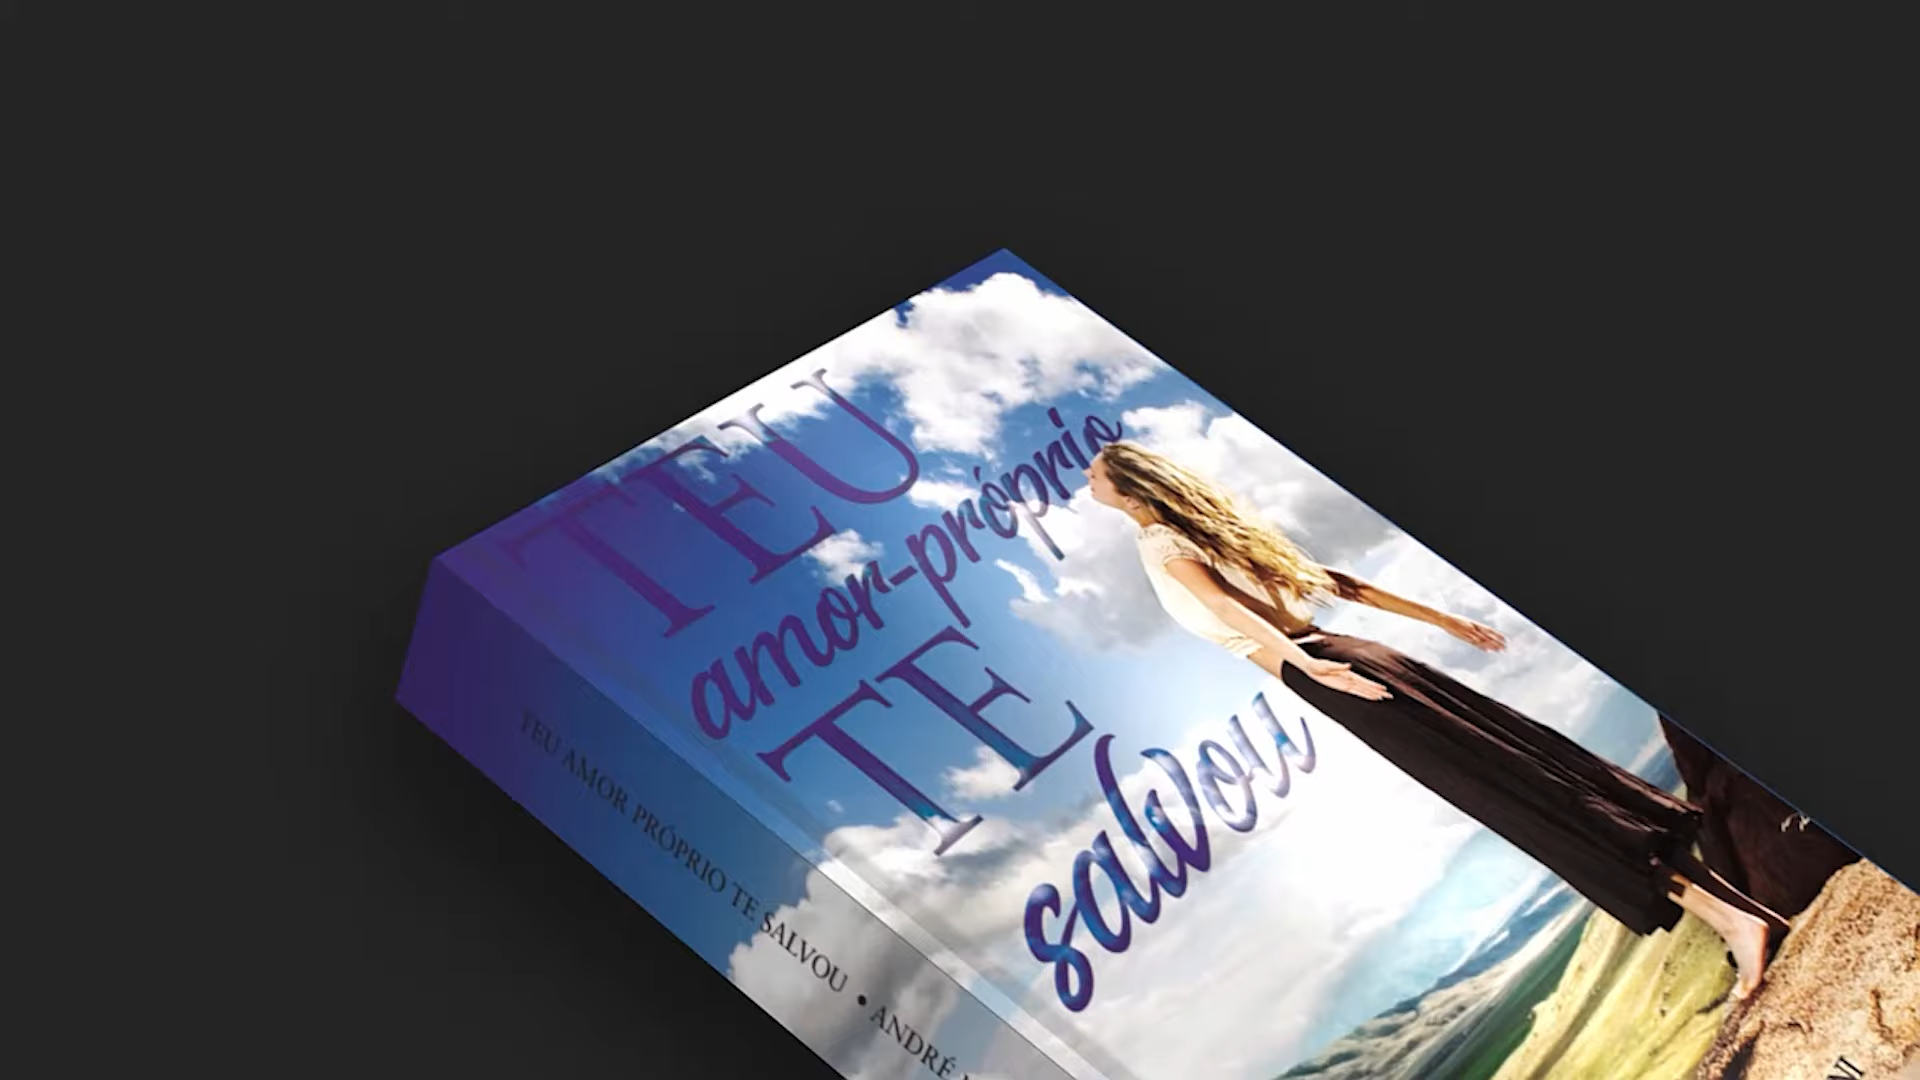 TEU
amor-próprio
TE
salvou
TEU AMOR PRÓPRIO TE SALVOU • ANDRÉ